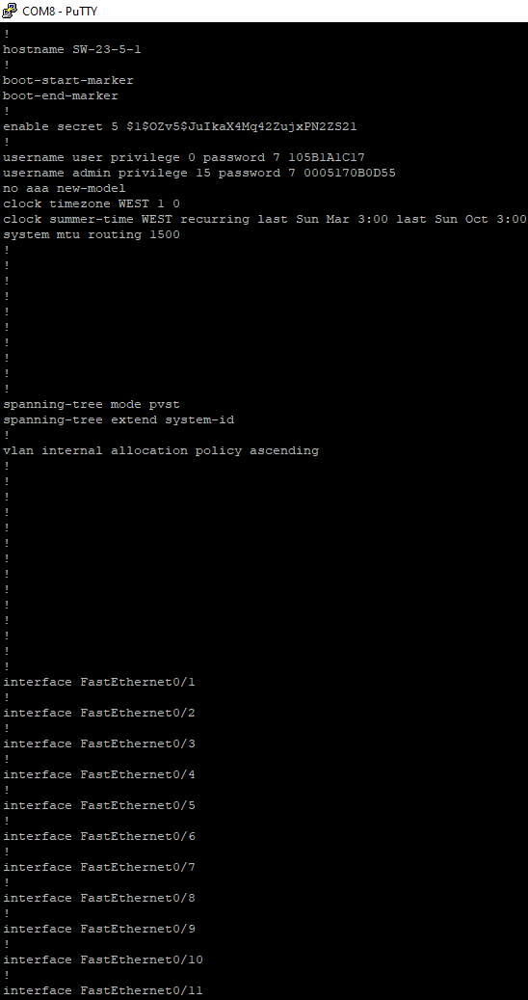 COM8 - PuTTY
!
hostname SW-23-5-1
!
boot-start-marker
boot-end-marker
!
enable secret 5 $1$OZv5$JuIkaX4Mq42ZujxPN2ZS21
!
username user privilege 0 password 7 105B1A1C17
username admin privilege 15 password 7 0005170B0D55
no aaa new-model
clock timezone WEST 1 0
clock summer-time WEST recurring last Sun Mar 3:00 last Sun Oct 3:00
system mtu routing 1500
!
!
!
!
!
!
!
!
!
!
spanning-tree mode pvst
spanning-tree extend system-id
!
vlan internal allocation policy ascending
!
!
!
!
!
!
!
!
!
!
!
!
!
!
interface FastEthernet0/1
!
interface FastEthernet0/2
!
interface FastEthernet0/3
!
interface FastEthernet0/4
!
interface FastEthernet0/5
!
interface FastEthernet0/6
!
interface FastEthernet0/7
!
interface FastEthernet0/8
!
interface FastEthernet0/9
!
interface FastEthernet0/10
!
interface FastEthernet0/11